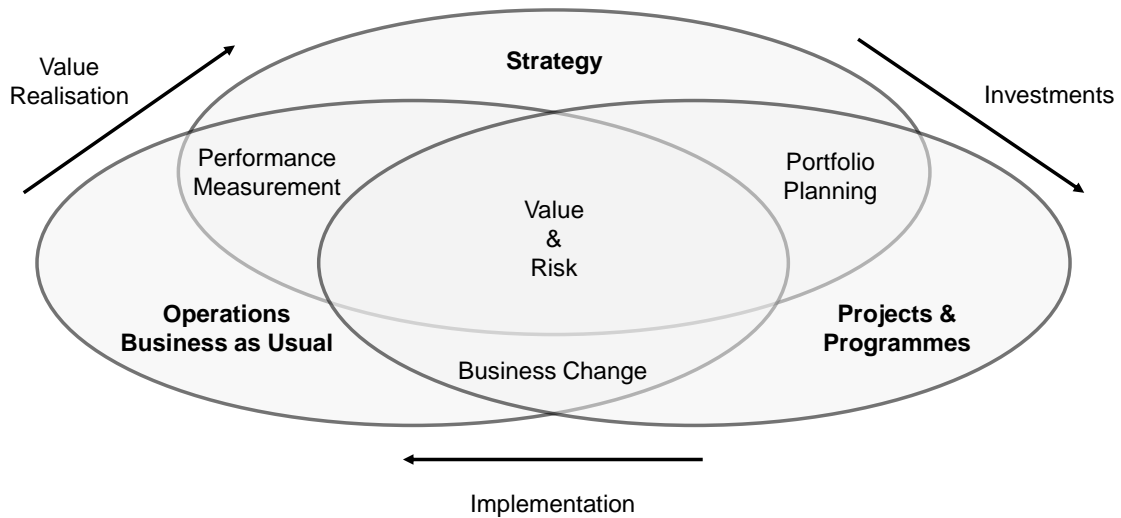 Strategy
Value
Realisation
Investments
Performance
Measurement
Portfolio
Planning
Value
&
Risk
Operations
Business as Usual
Projects &
Programmes
Business Change
Implementation